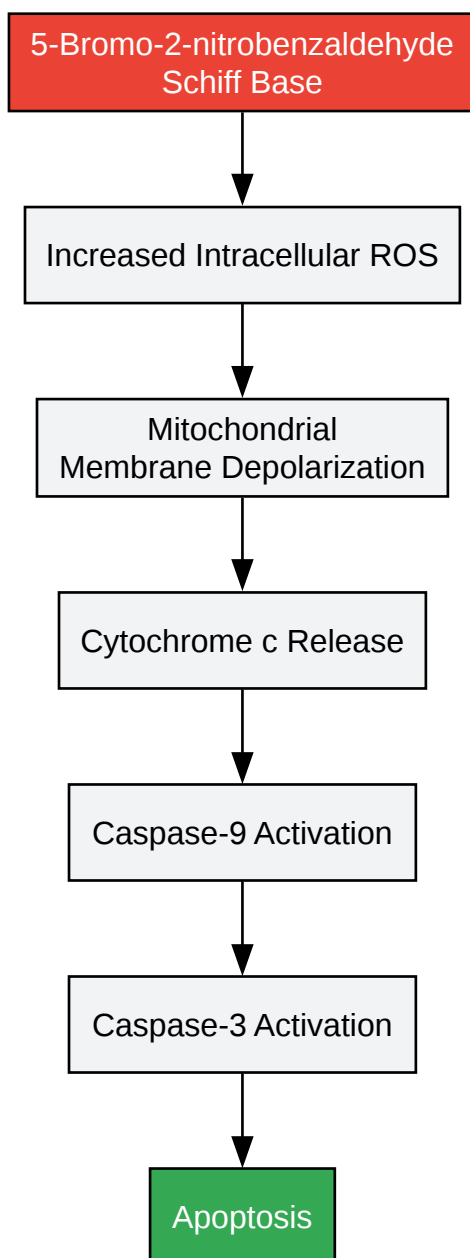 5-Bromo-2-nitrobenzaldehyde
Schiff Base
Increased Intracellular ROS
Mitochondrial
Membrane Depolarization
Cytochrome c Release
Caspase-9 Activation
Caspase-3 Activation
Apoptosis